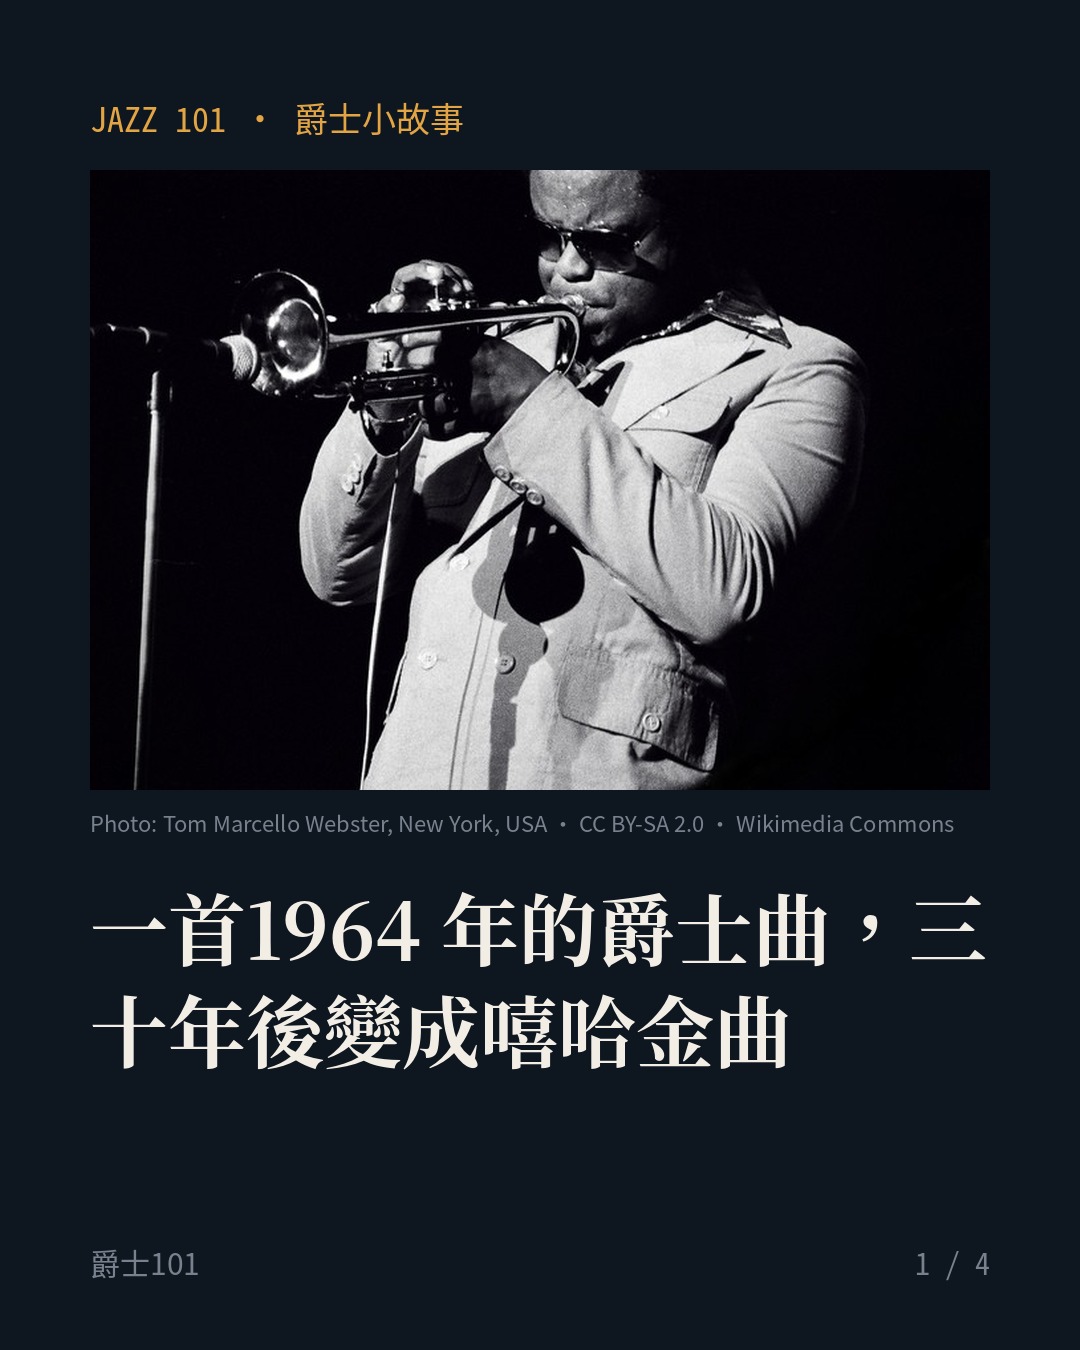 JAZZ 101 · 爵士小故事
Photo: Tom Marcello Webster, New York, USA · CC BY-SA 2.0 · Wikimedia Commons
一首1964 年的爵士曲，三
十年後變成嘻哈金曲
爵士101
1 / 4